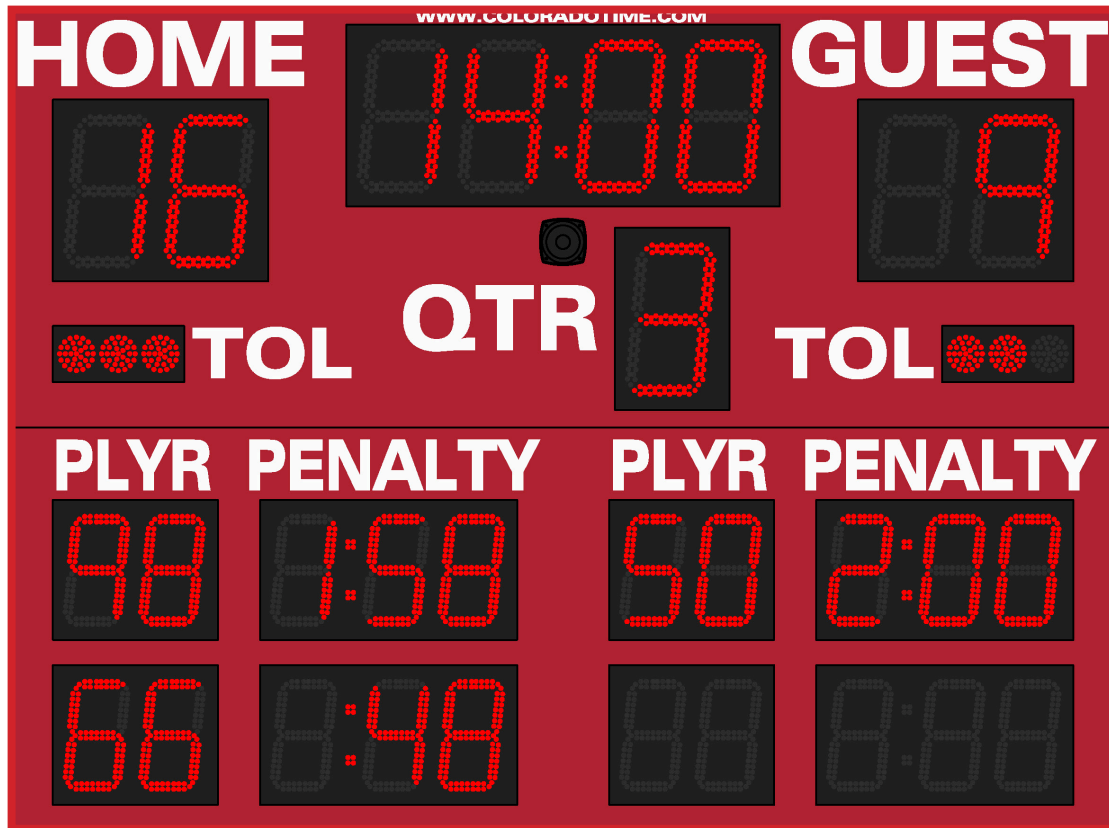 WWW.COLORADOTIME.COM
HOME 14:00 GUEST
16 9
QTR 3
TOL TOL
PLYR PENALTY PLYR PENALTY
98 1:58 50 2:00
66 :48